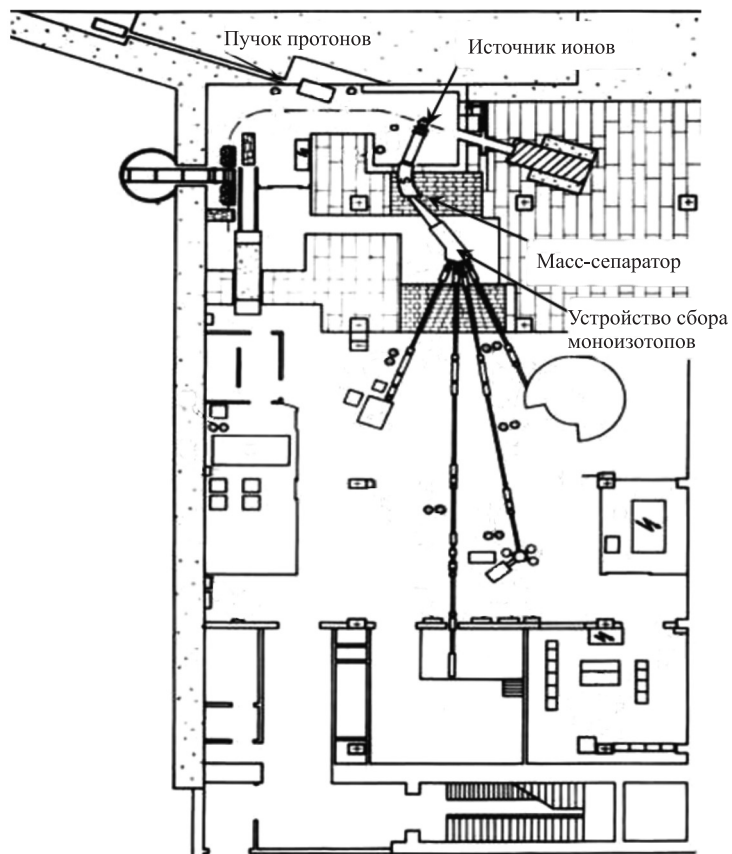 Пучок протонов
Источник ионов
Масс-сепаратор
Устройство сбора
моноизотопов